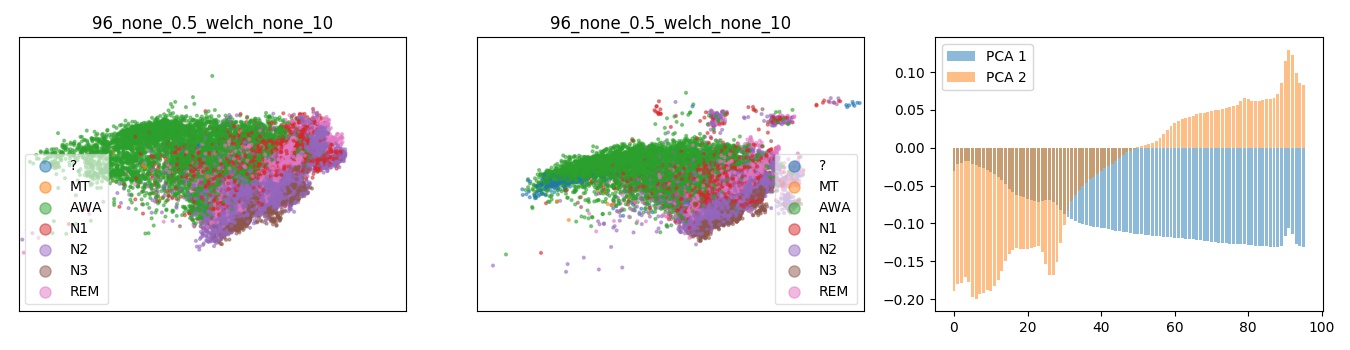 96_none_0.5_welch_none_10
?
MT
AWA
N1
N2
N3
REM
96_none_0.5_welch_none_10
?
MT
AWA
N1
N2
N3
REM
PCA 1
PCA 2
0.10
0.05
0.00
−0.05
−0.10
−0.15
−0.20
0 20 40 60 80 100